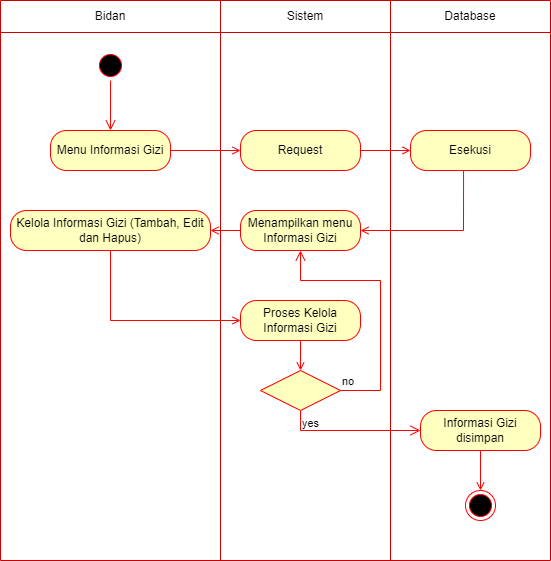 Bidan
Sistem
Database
Menu Informasi Gizi
Request
Esekusi
Kelola Informasi Gizi (Tambah, Edit
dan Hapus)
Menampilkan menu
Informasi Gizi
Proses Kelola
Informasi Gizi
no
yes
Informasi Gizi
disimpan